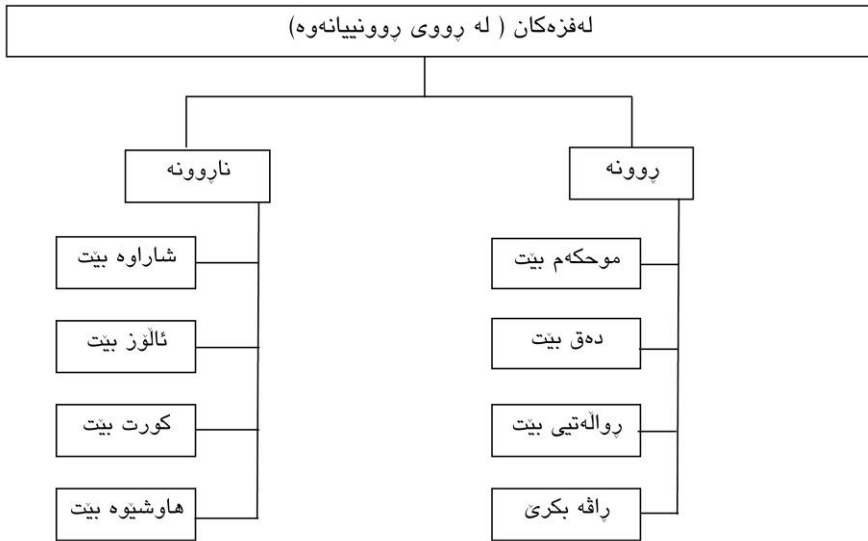 لەفزەکان ( لە ڕووی ڕوونییانەوە)
ڕوونە
ناڕوونە
موحکەم بێت
شاراوە بێت
دەق بێت
ئاڵۆز بێت
ڕواڵەتیی بێت
کورت بێت
ڕاڤە بکرێ
هاوشێوە بێت